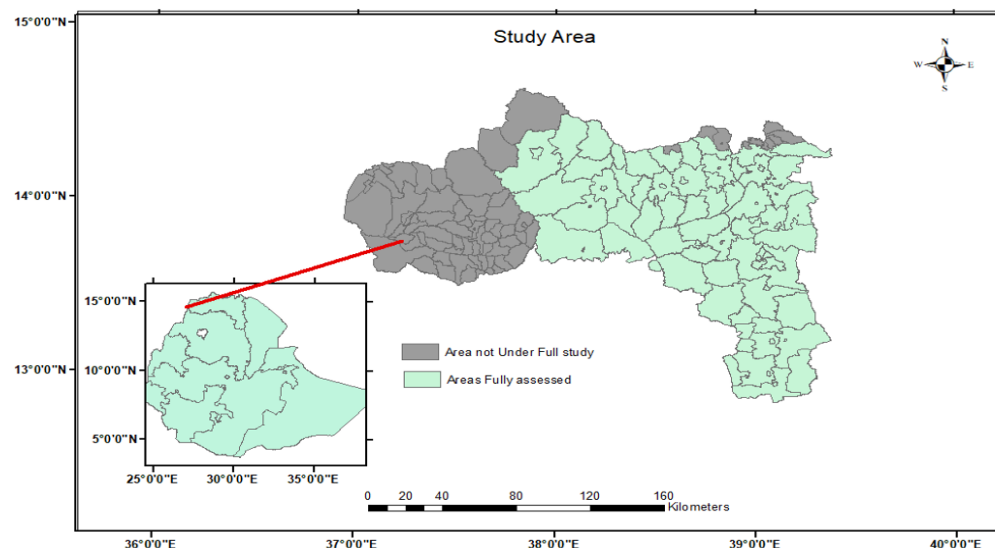 15°0'0"N
Study Area
N
W E
S
14°0'0"N
15°0'0"N
10°0'0"N
5°0'0"N
25°0'0"E 30°0'0"E 35°0'0"E
Area not Under Full study
Areas Fully assessed
13°0'0"N
0 20 40 80 120 160
Kilometers
36°0'0"E 37°0'0"E 38°0'0"E 39°0'0"E 40°0'0"E